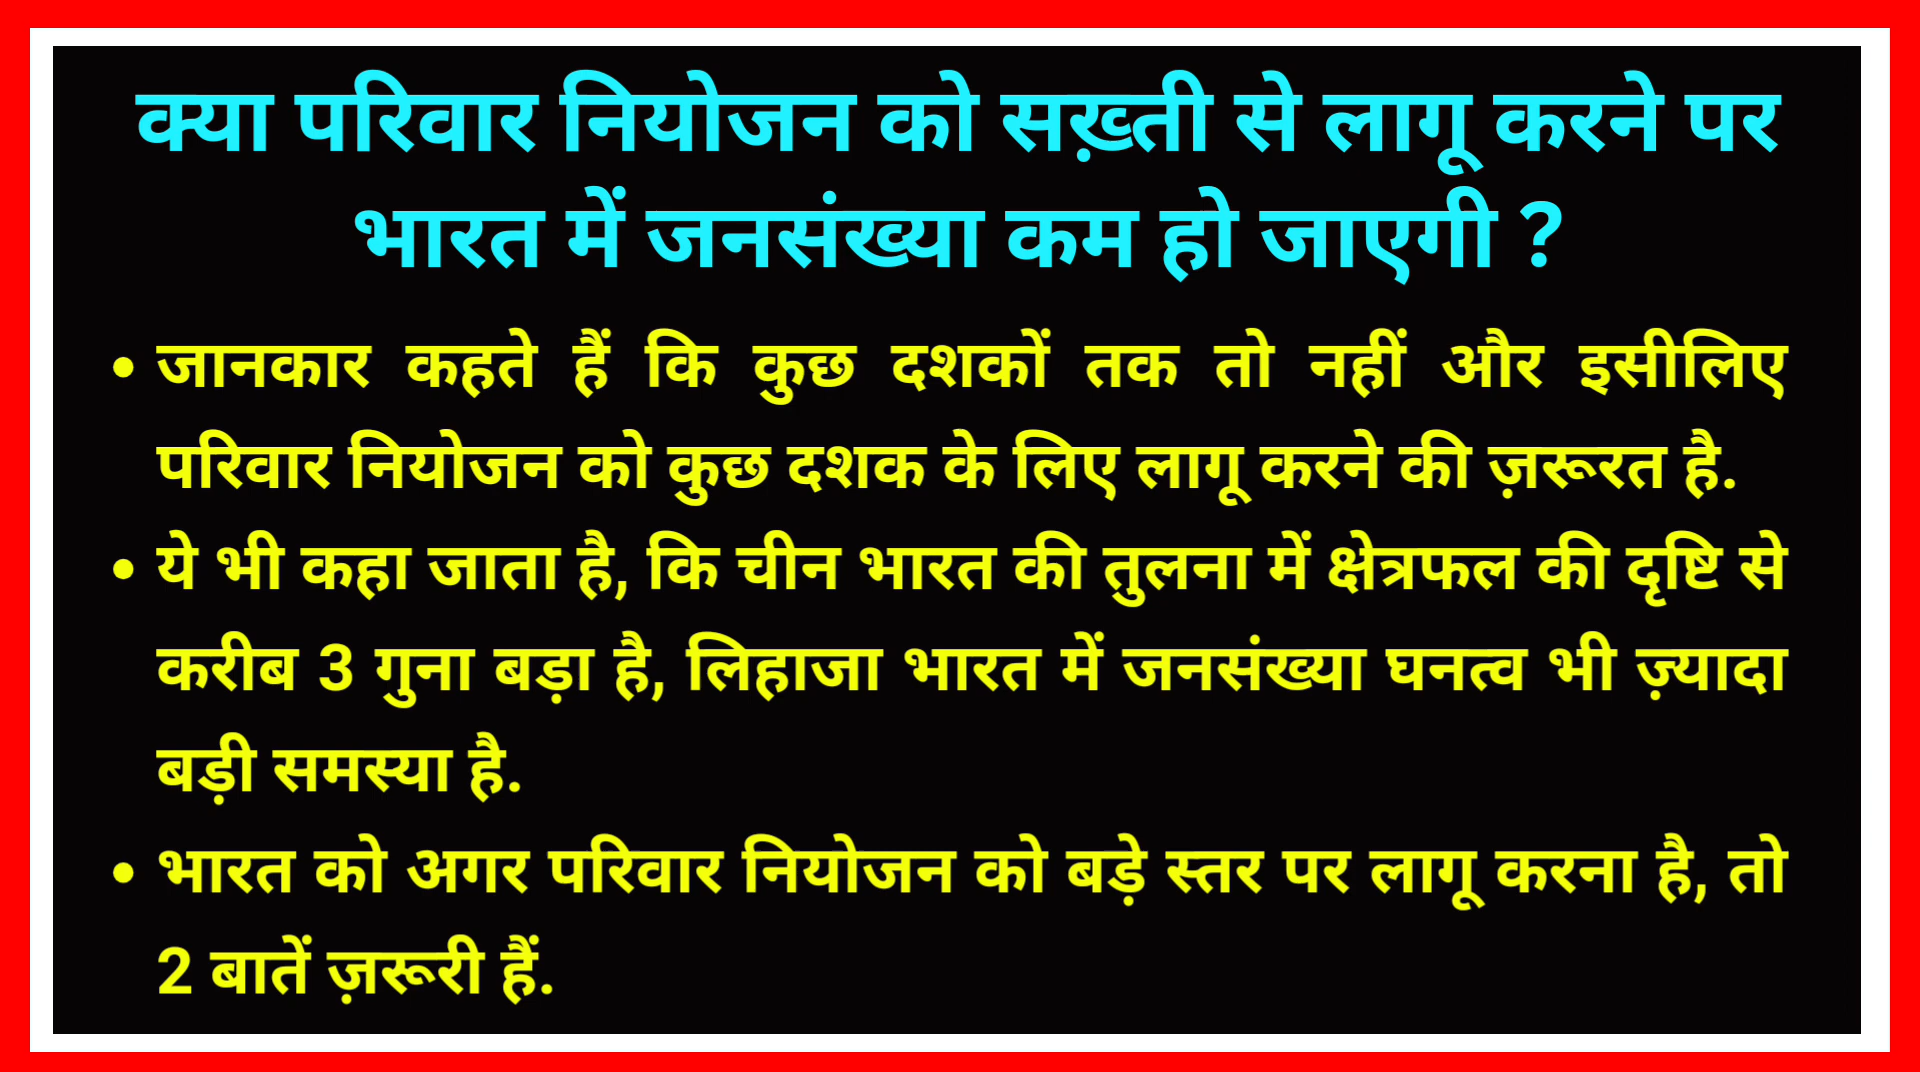 क्या परिवार नियोजन को सख़्ती से लागू करने पर
भारत में जनसंख्या कम हो जाएगी ?
• जानकार कहते हैं कि कुछ दशकों तक तो नहीं और इसीलिए
परिवार नियोजन को कुछ दशक के लिए लागू करने की ज़रूरत है.
• ये भी कहा जाता है, कि चीन भारत की तुलना में क्षेत्रफल की दृष्टि से
करीब 3 गुना बड़ा है, लिहाजा भारत में जनसंख्या घनत्व भी ज़्यादा
बड़ी समस्या है.
• भारत को अगर परिवार नियोजन को बड़े स्तर पर लागू करना है, तो
2 बातें ज़रूरी हैं.